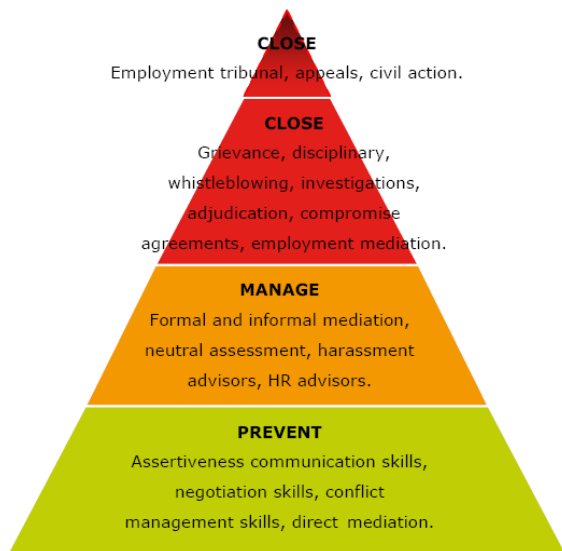 CLOSE
Employment tribunal, appeals, civil action.
CLOSE
Grievance, disciplinary,
whistleblowing, investigations,
adjudication, compromise
agreements, employment mediation.
MANAGE
Formal and informal mediation,
neutral assessment, harassment
advisors, HR advisors.
PREVENT
Assertiveness communication skills,
negotiation skills, conflict
management skills, direct mediation.